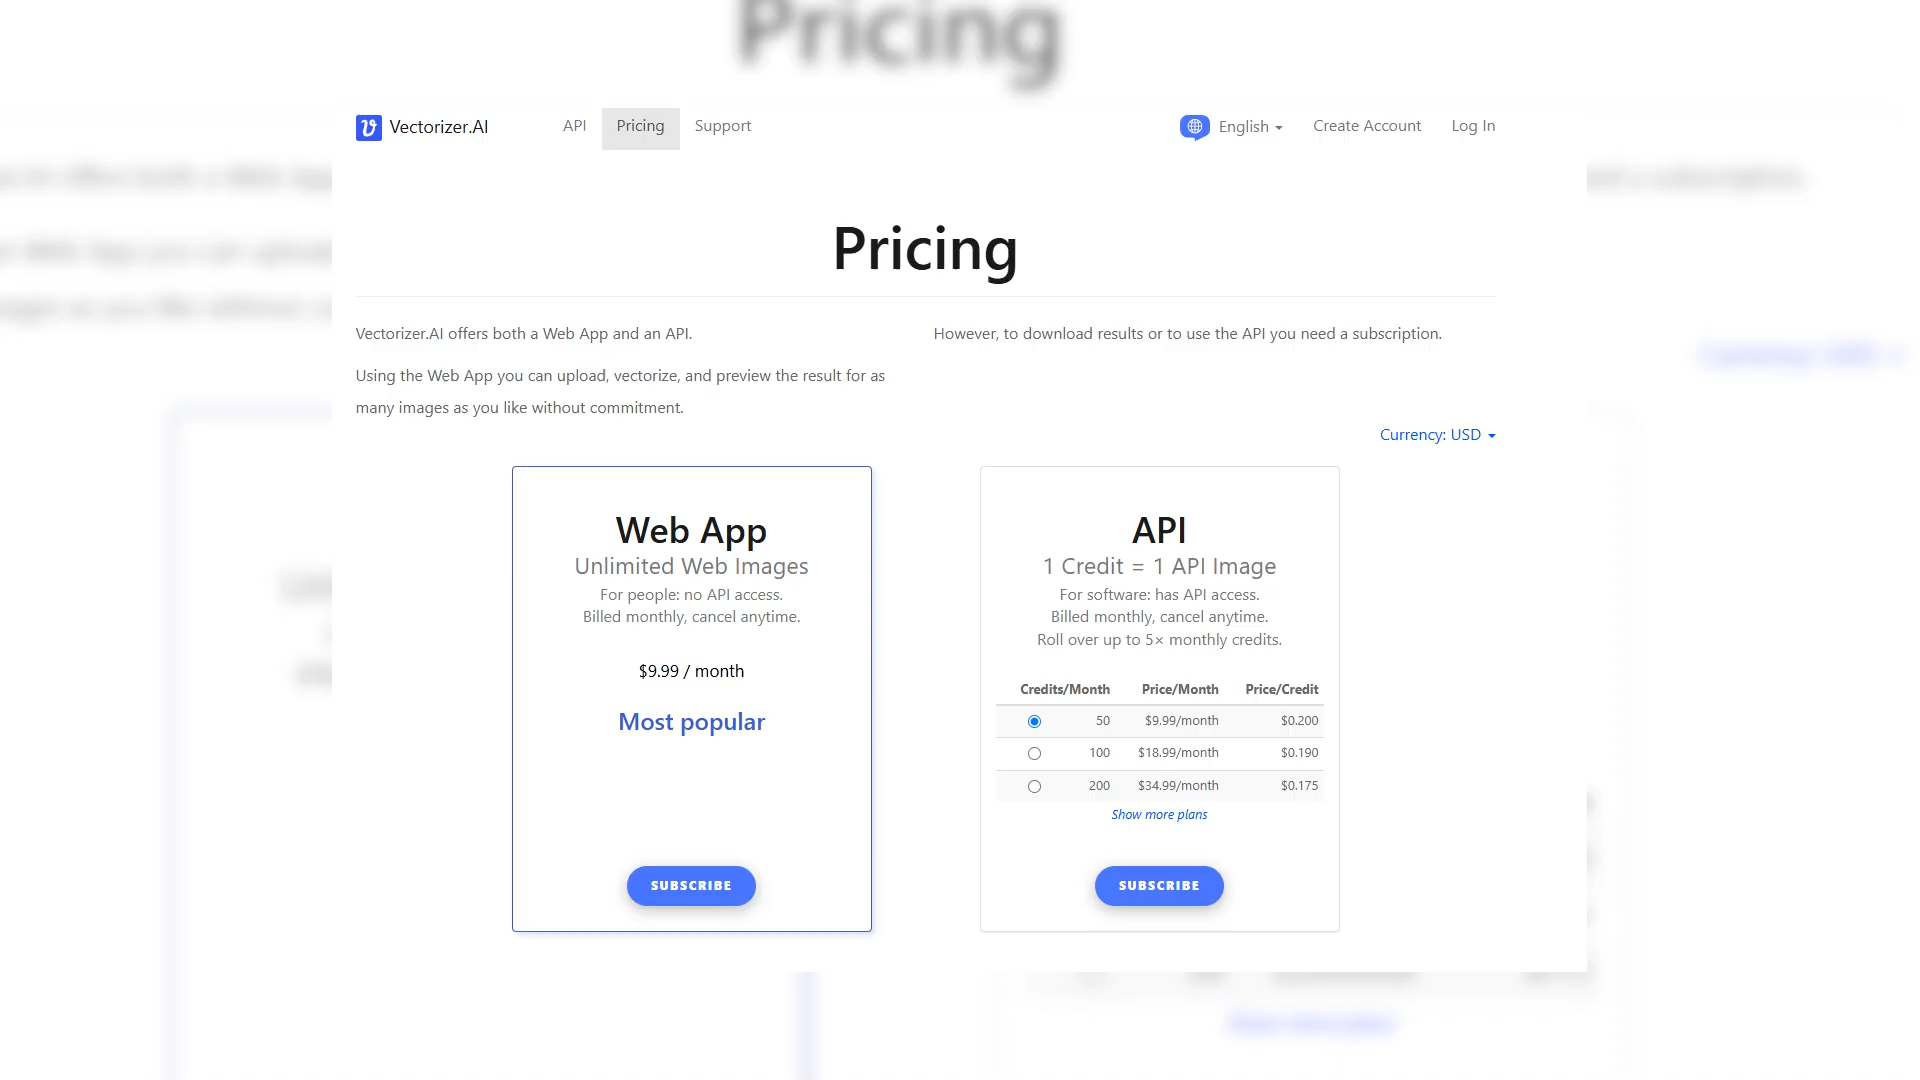 Pricing
Vectorizer.AI
API
Pricing
Support
English
Create Account
Log In
Pricing
Vectorizer.AI offers both a Web App and an API.
Using the Web App you can upload, vectorize, and preview the result for as
many images as you like without commitment.
However, to download results or to use the API you need a subscription.
Currency: USD
Web App
Unlimited Web Images
For people: no API access.
Billed monthly, cancel anytime.
$9.99 / month
Most popular
SUBSCRIBE
API
1 Credit = 1 API Image
For software: has API access.
Billed monthly, cancel anytime.
Roll over up to 5× monthly credits.
Credits/Month Price/Month Price/Credit
50 $9.99/month $0.200
100 $18.99/month $0.190
200 $34.99/month $0.175
Show more plans
SUBSCRIBE